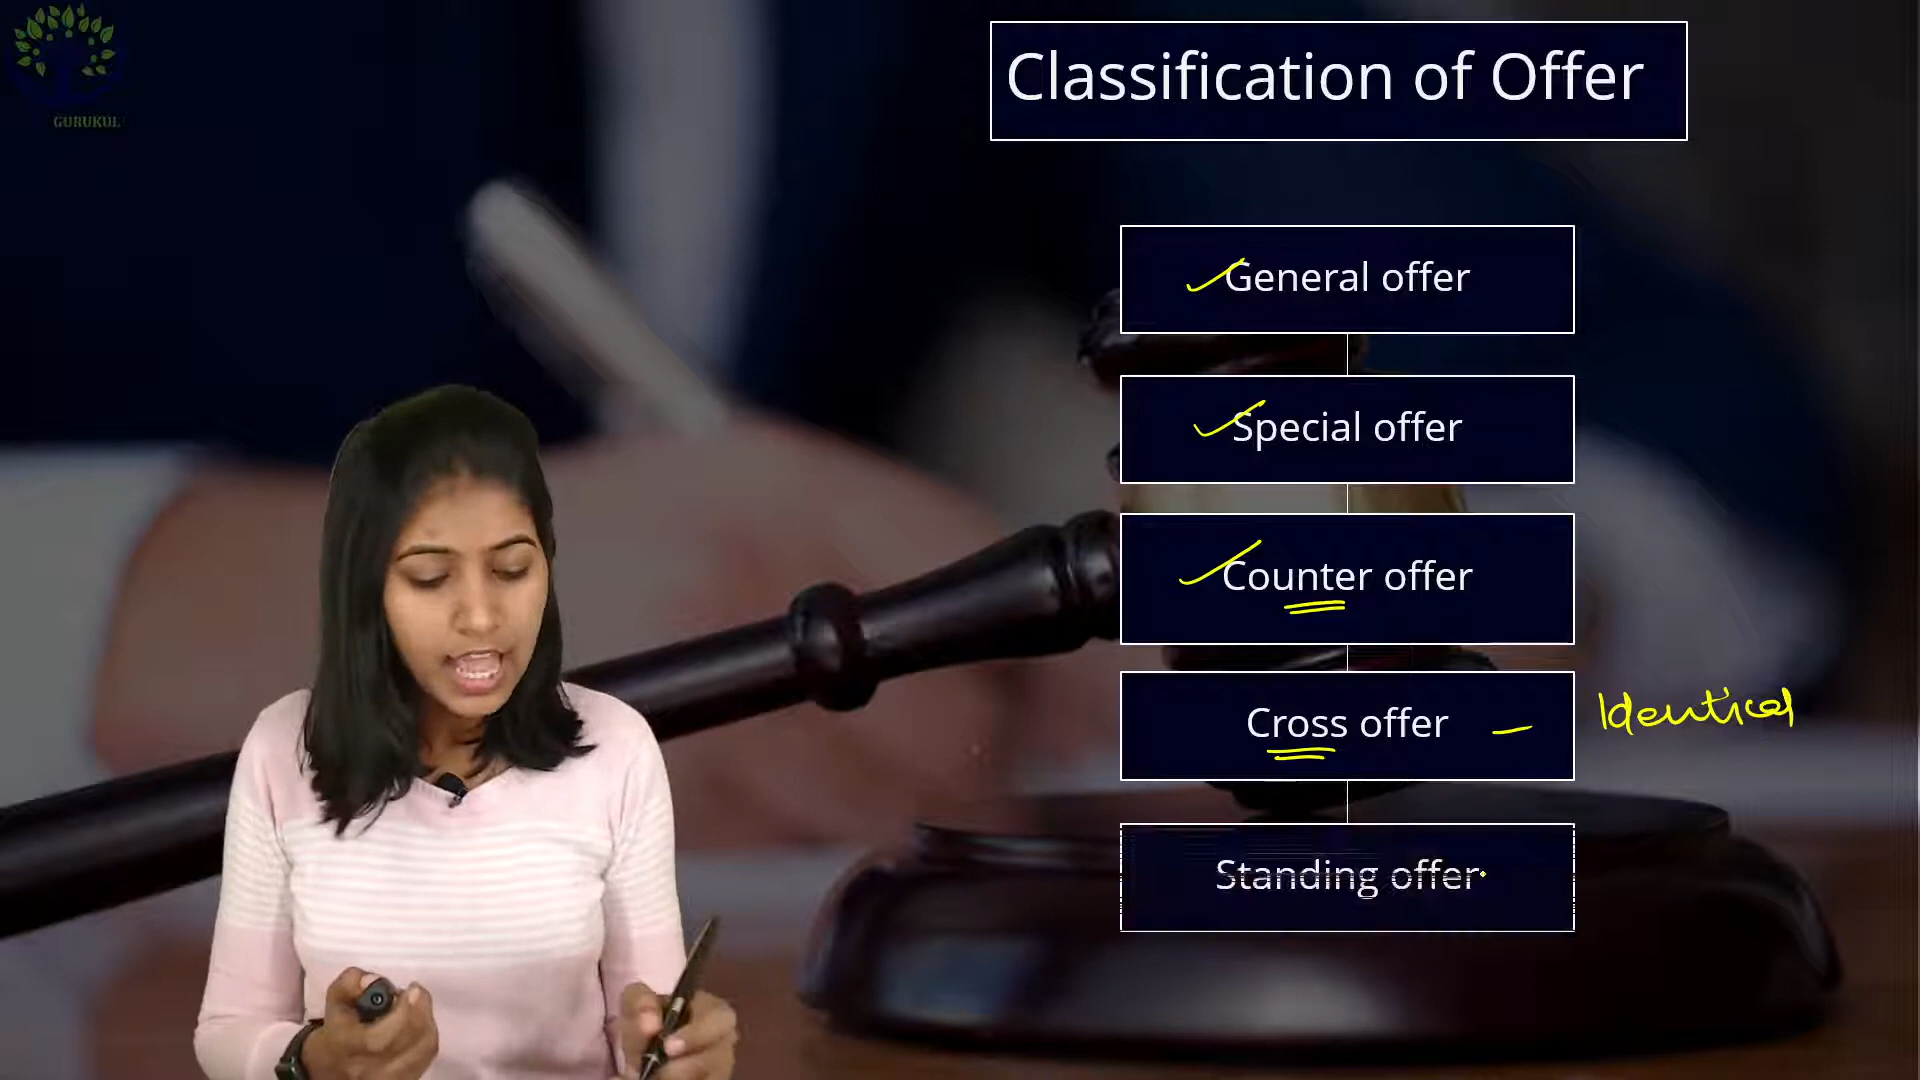 GURUKUL
Classification of Offer
General offer
Special offer
Counter offer
Cross offer - Identical
Standing offer